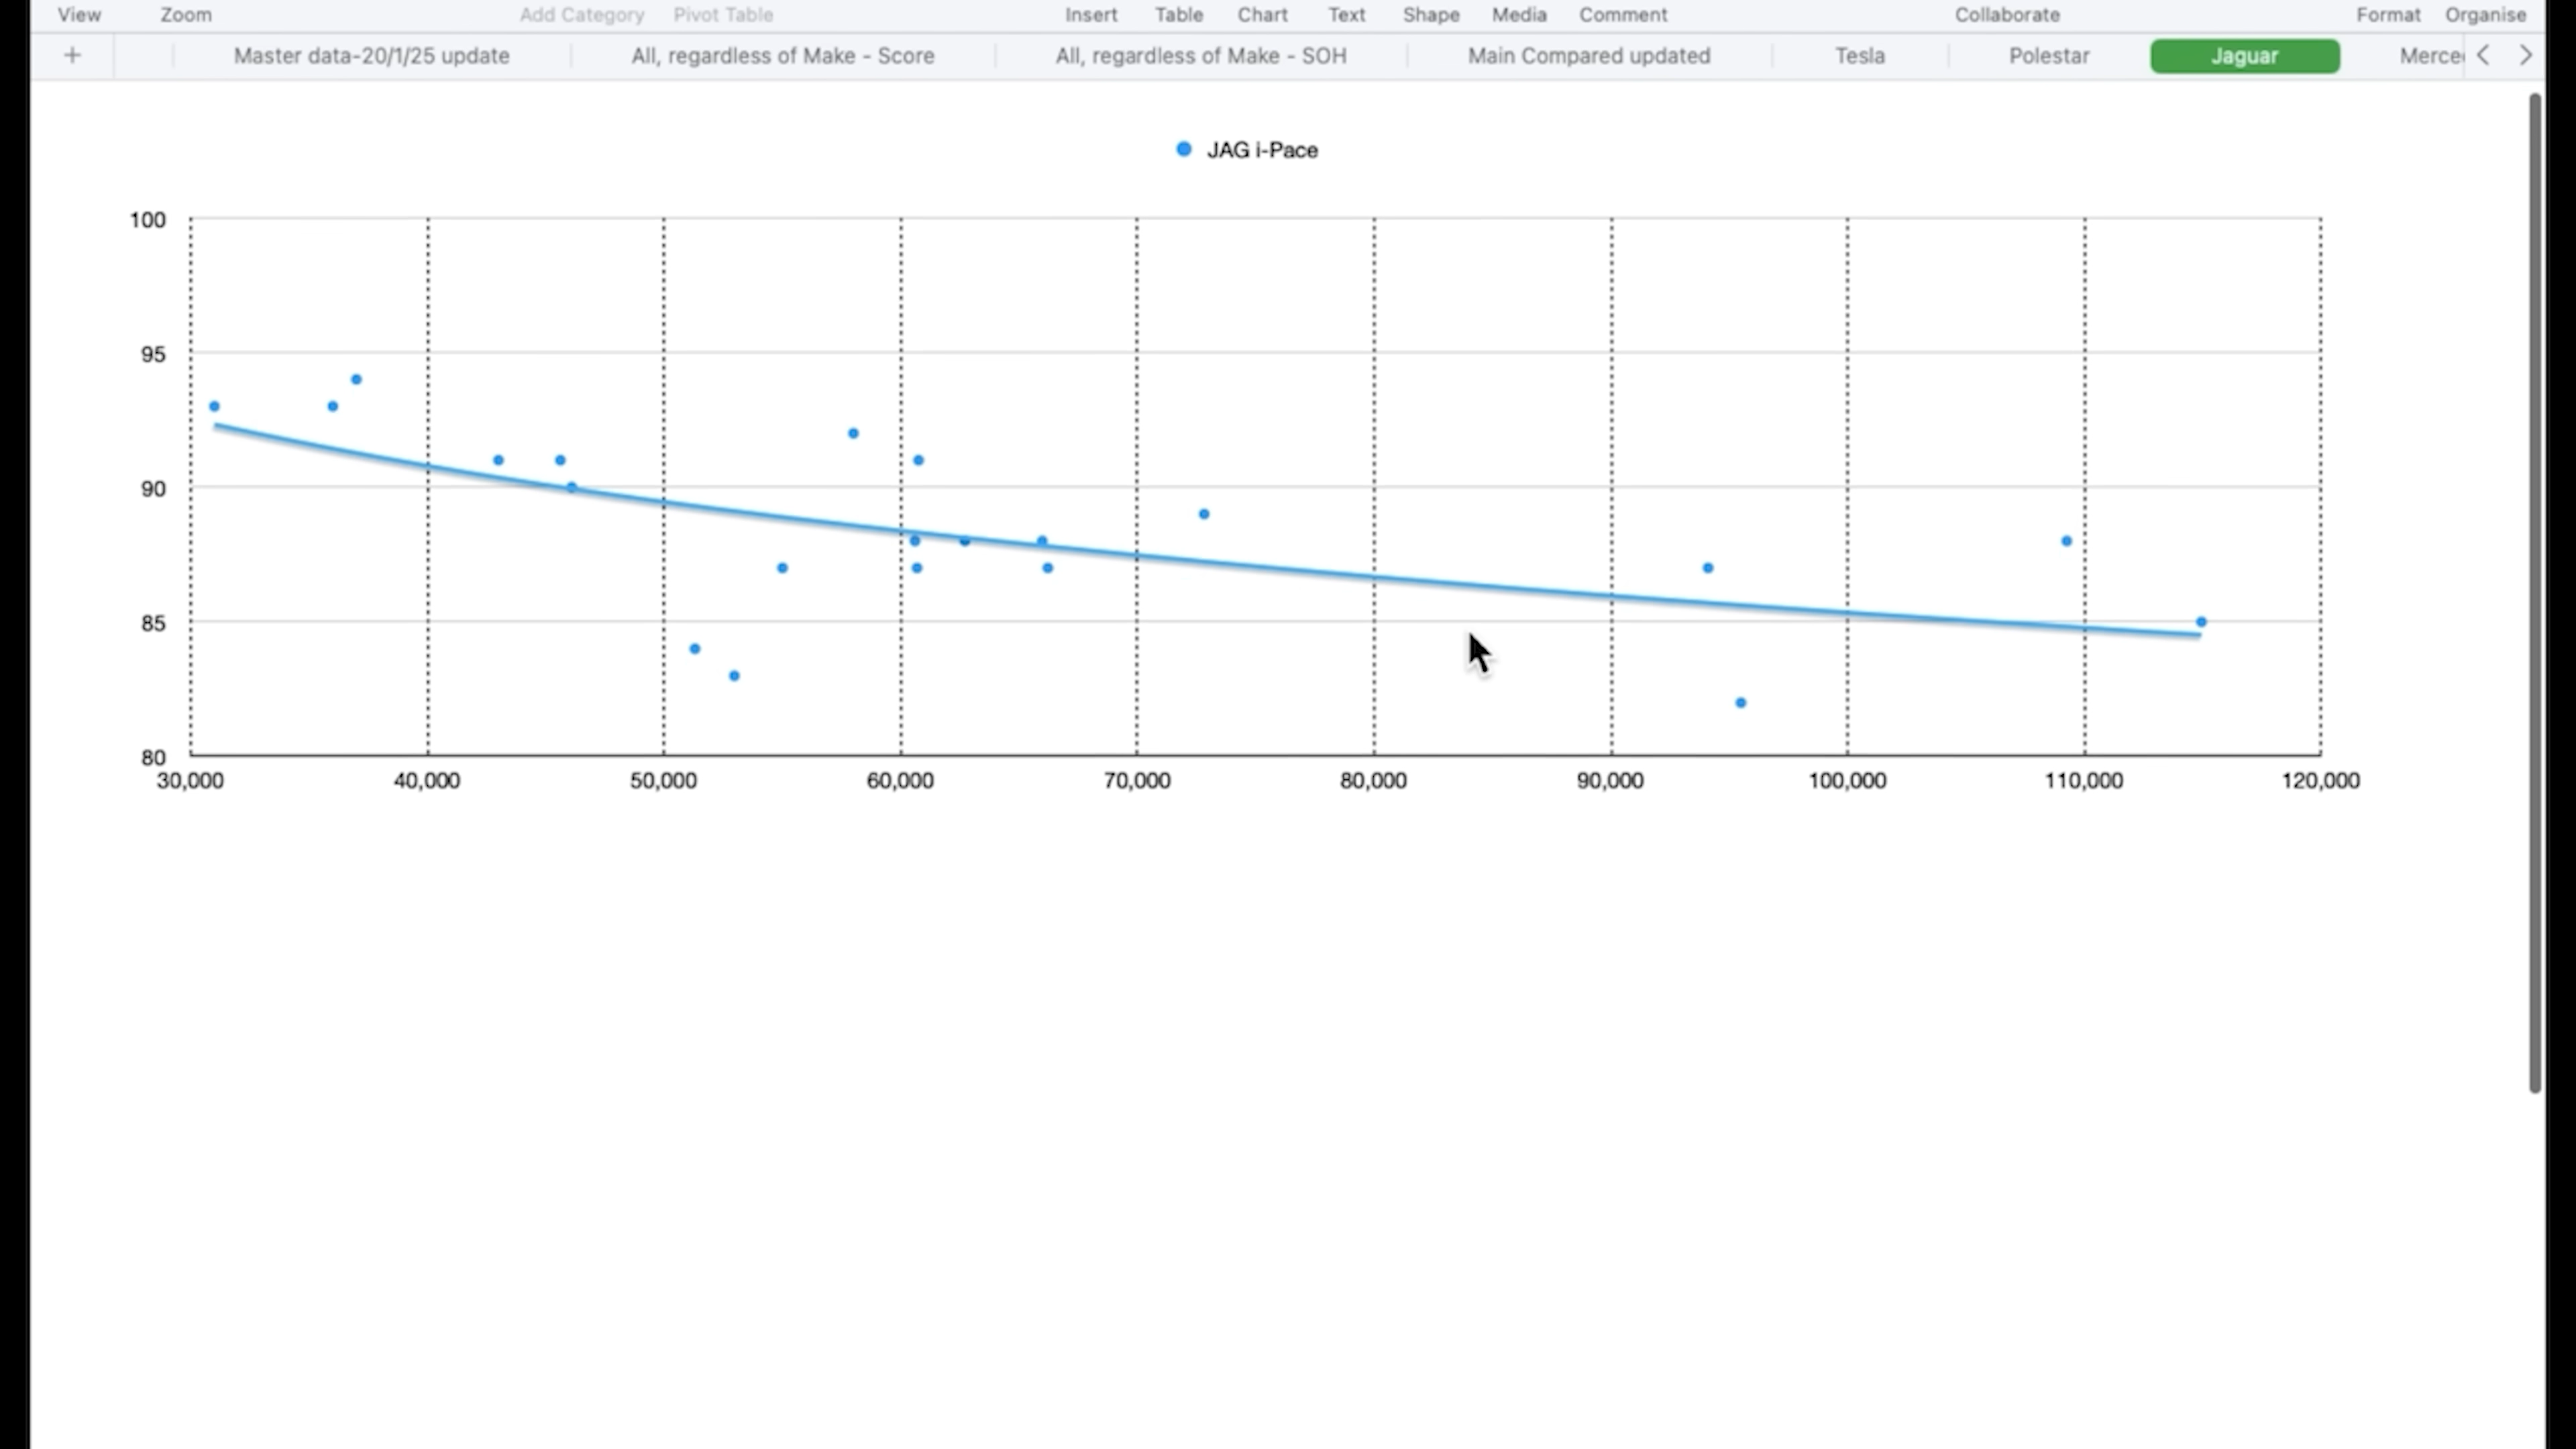 View Zoom Add Category Pivot Table Insert Table Chart Text Shape Media Comment Collaborate Format Organise
+ Master data-20/1/25 update All, regardless of Make - Score All, regardless of Make - SOH Main Compared updated Tesla Polestar Jaguar Merce
JAG i-Pace
100
95
90
85
80
30,000 40,000 50,000 60,000 70,000 80,000 90,000 100,000 110,000 120,000